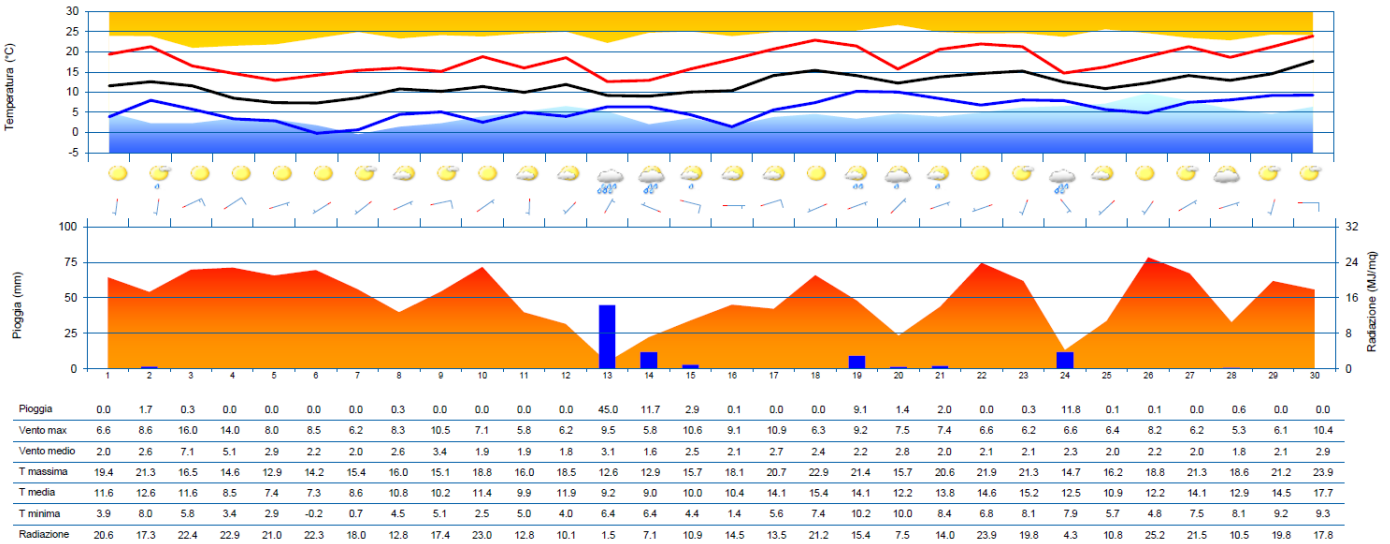 Temperatura (°C)
30
25
20
15
10
5
0
-5
Pioggia (mm)
100
75
50
25
0
Radiazione (MJ/mq)
32
24
16
8
0
1 2 3 4 5 6 7 8 9 10 11 12 13 14 15 16 17 18 19 20 21 22 23 24 25 26 27 28 29 30
Pioggia 0.0 1.7 0.3 0.0 0.0 0.0 0.0 0.3 0.0 0.0 0.0 0.0 45.0 11.7 2.9 0.1 0.0 0.0 9.1 1.4 2.0 0.0 0.3 11.8 0.1 0.1 0.0 0.6 0.0 0.0
Vento max 6.6 8.6 16.0 14.0 8.0 8.5 6.2 8.3 10.5 7.1 5.8 6.2 9.5 5.8 10.6 9.1 10.9 6.3 9.2 7.5 7.4 6.6 6.2 6.6 6.4 8.2 6.2 5.3 6.1 10.4
Vento medio 2.0 2.6 7.1 5.1 2.9 2.2 2.0 2.6 3.4 1.9 1.9 1.8 3.1 1.6 2.5 2.1 2.7 2.4 2.2 2.8 2.0 2.1 2.1 2.3 2.0 2.2 2.0 1.8 2.1 2.9
T massima 19.4 21.3 16.5 14.6 12.9 14.2 15.4 16.0 15.1 18.8 16.0 18.5 12.6 12.9 15.7 18.1 20.7 22.9 21.4 15.7 20.6 21.9 21.3 14.7 16.2 18.8 21.3 18.6 21.2 23.9
T media 11.6 12.6 11.6 8.5 7.4 7.3 8.6 10.8 10.2 11.4 9.9 11.9 9.2 9.0 10.0 10.4 14.1 15.4 14.1 12.2 13.8 14.6 15.2 12.5 10.9 12.2 14.1 12.9 14.5 17.7
T minima 3.9 8.0 5.8 3.4 2.9 -0.2 0.7 4.5 5.1 2.5 5.0 4.0 6.4 6.4 4.4 1.4 5.6 7.4 10.2 10.0 8.4 6.8 8.1 7.9 5.7 4.8 7.5 8.1 9.2 9.3
Radiazione 20.6 17.3 22.4 22.9 21.0 22.3 18.0 12.8 17.4 23.0 12.8 10.1 1.5 7.1 10.9 14.5 13.5 21.2 15.4 7.5 14.0 23.9 19.8 4.3 10.8 25.2 21.5 10.5 19.8 17.8